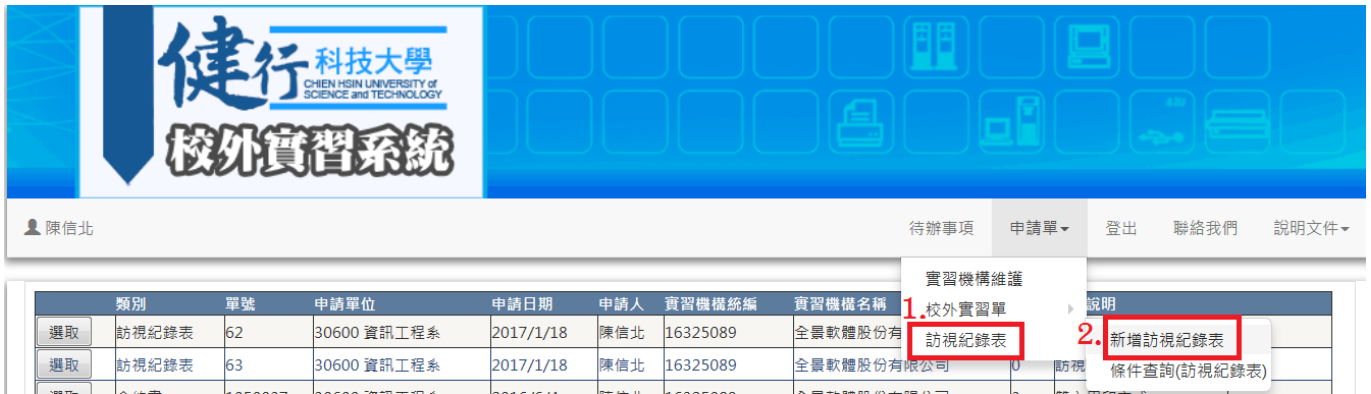 健行科技大學
CHIEN HSIN UNIVERSITY of
SCIENCE and TECHNOLOGY
校外實習系統
陳信北 待辦事項 申請單 登出 聯絡我們 說明文件
實習機構維護
1. 校外實習單
訪視紀錄表
2. 新增訪視紀錄表
條件查詢(訪視紀錄表)
類別 單號 申請單位 申請日期 申請人 實習機構統編 實習機構名稱 說明
選取 訪視紀錄表 62 30600 資訊工程系 2017/1/18 陳信北 16325089 全景軟體股份有
選取 訪視紀錄表 63 30600 資訊工程系 2017/1/18 陳信北 16325089 全景軟體股份有限公司 0 訪視